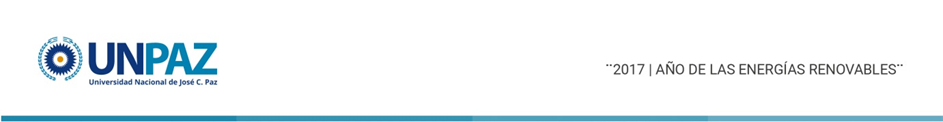 UNPAZ
Universidad Nacional de José C. Paz
¨2017 | AÑO DE LAS ENERGÍAS RENOVABLES¨